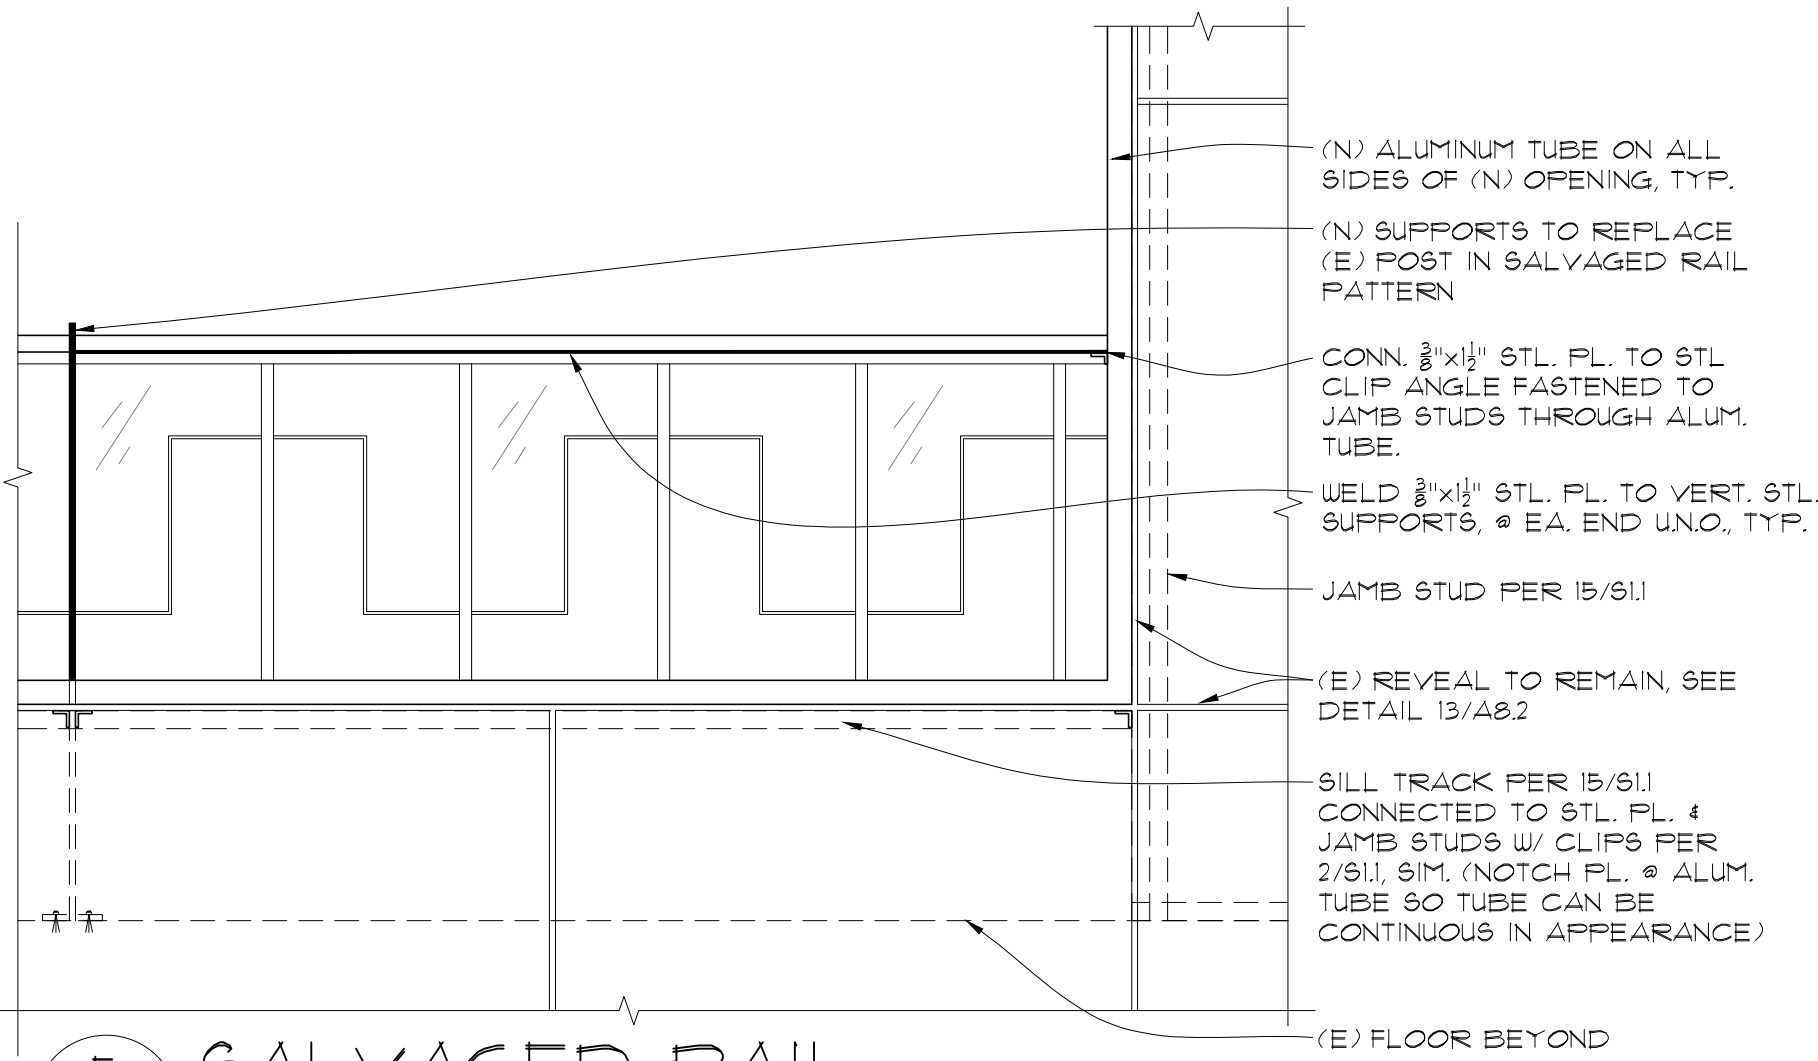 (N) ALUMINUM TUBE ON ALL
SIDES OF (N) OPENING, TYP.
(N) SUPPORTS TO REPLACE
(E) POST IN SALVAGED RAIL
PATTERN
CONN. 3/8"x1 1/2" STL. PL. TO STL
CLIP ANGLE FASTENED TO
JAMB STUDS THROUGH ALUM.
TUBE.
WELD 3/8"x1 1/2" STL. PL. TO VERT. STL.
SUPPORTS, @ EA. END U.N.O., TYP.
JAMB STUD PER 15/S1.1
(E) REVEAL TO REMAIN, SEE
DETAIL 13/A8.2
SILL TRACK PER 15/S1.1
CONNECTED TO STL. PL. &
JAMB STUDS W/ CLIPS PER
2/S1.1, SIM. (NOTCH PL. @ ALUM.
TUBE SO TUBE CAN BE
CONTINUOUS IN APPEARANCE)
(E) FLOOR BEYOND
SALVAGED RAIL